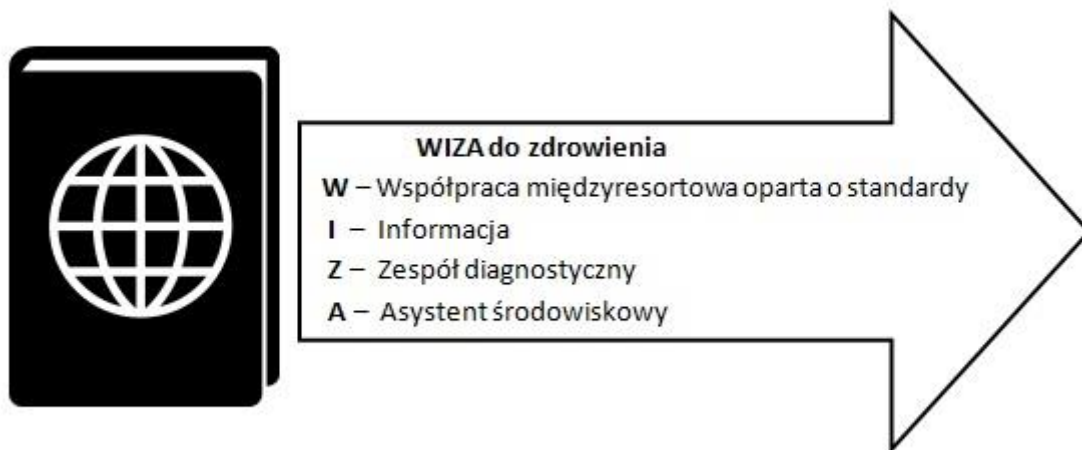 WIZA do zdrowienia
W – Współpraca międzyresortowa oparta o standardy
I – Informacja
Z – Zespół diagnostyczny
A – Asystent środowiskowy